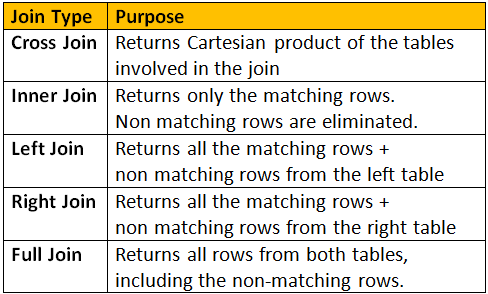 Join Type Purpose
Cross Join Returns Cartesian product of the tables
involved in the join
Inner Join Returns only the matching rows.
Non matching rows are eliminated.
Left Join Returns all the matching rows +
non matching rows from the left table
Right Join Returns all the matching rows +
non matching rows from the right table
Full Join Returns all rows from both tables,
including the non-matching rows.